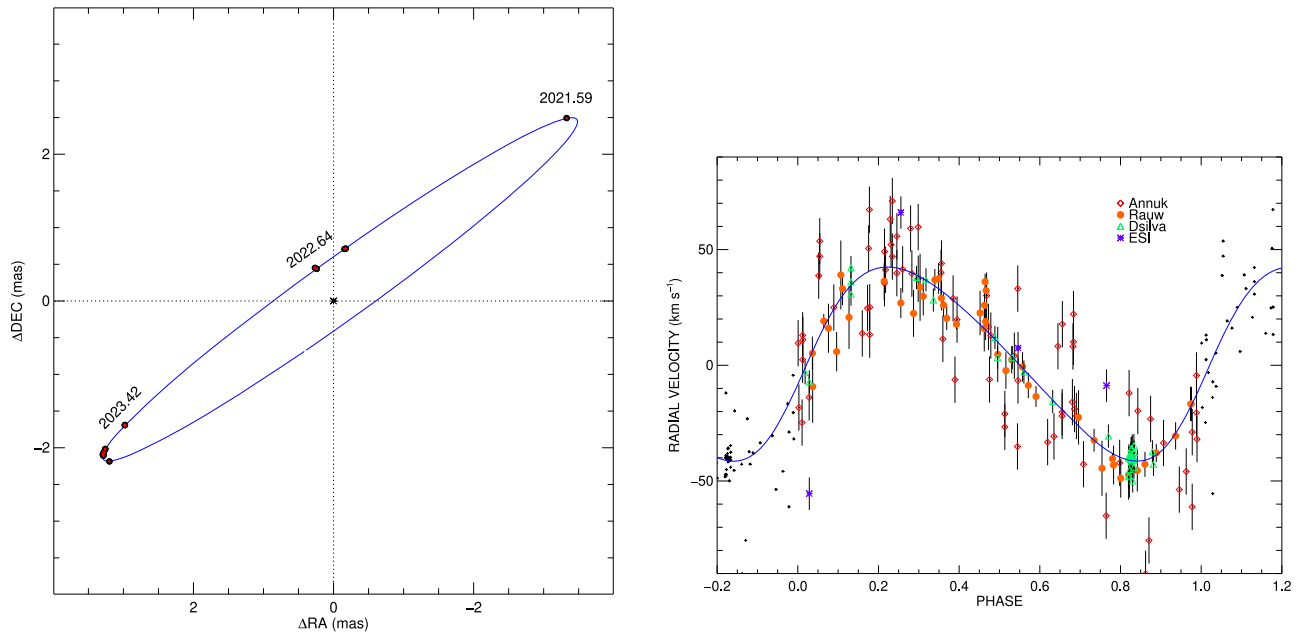 2021.59
2022.64
2023.42
2
0
−2
ΔDEC (mas)
2 0 −2
ΔRA (mas)
Annuk
Rauw
Dsilva
ESI
50
0
−50
RADIAL VELOCITY (km s⁻¹)
−0.2 0.0 0.2 0.4 0.6 0.8 1.0 1.2
PHASE